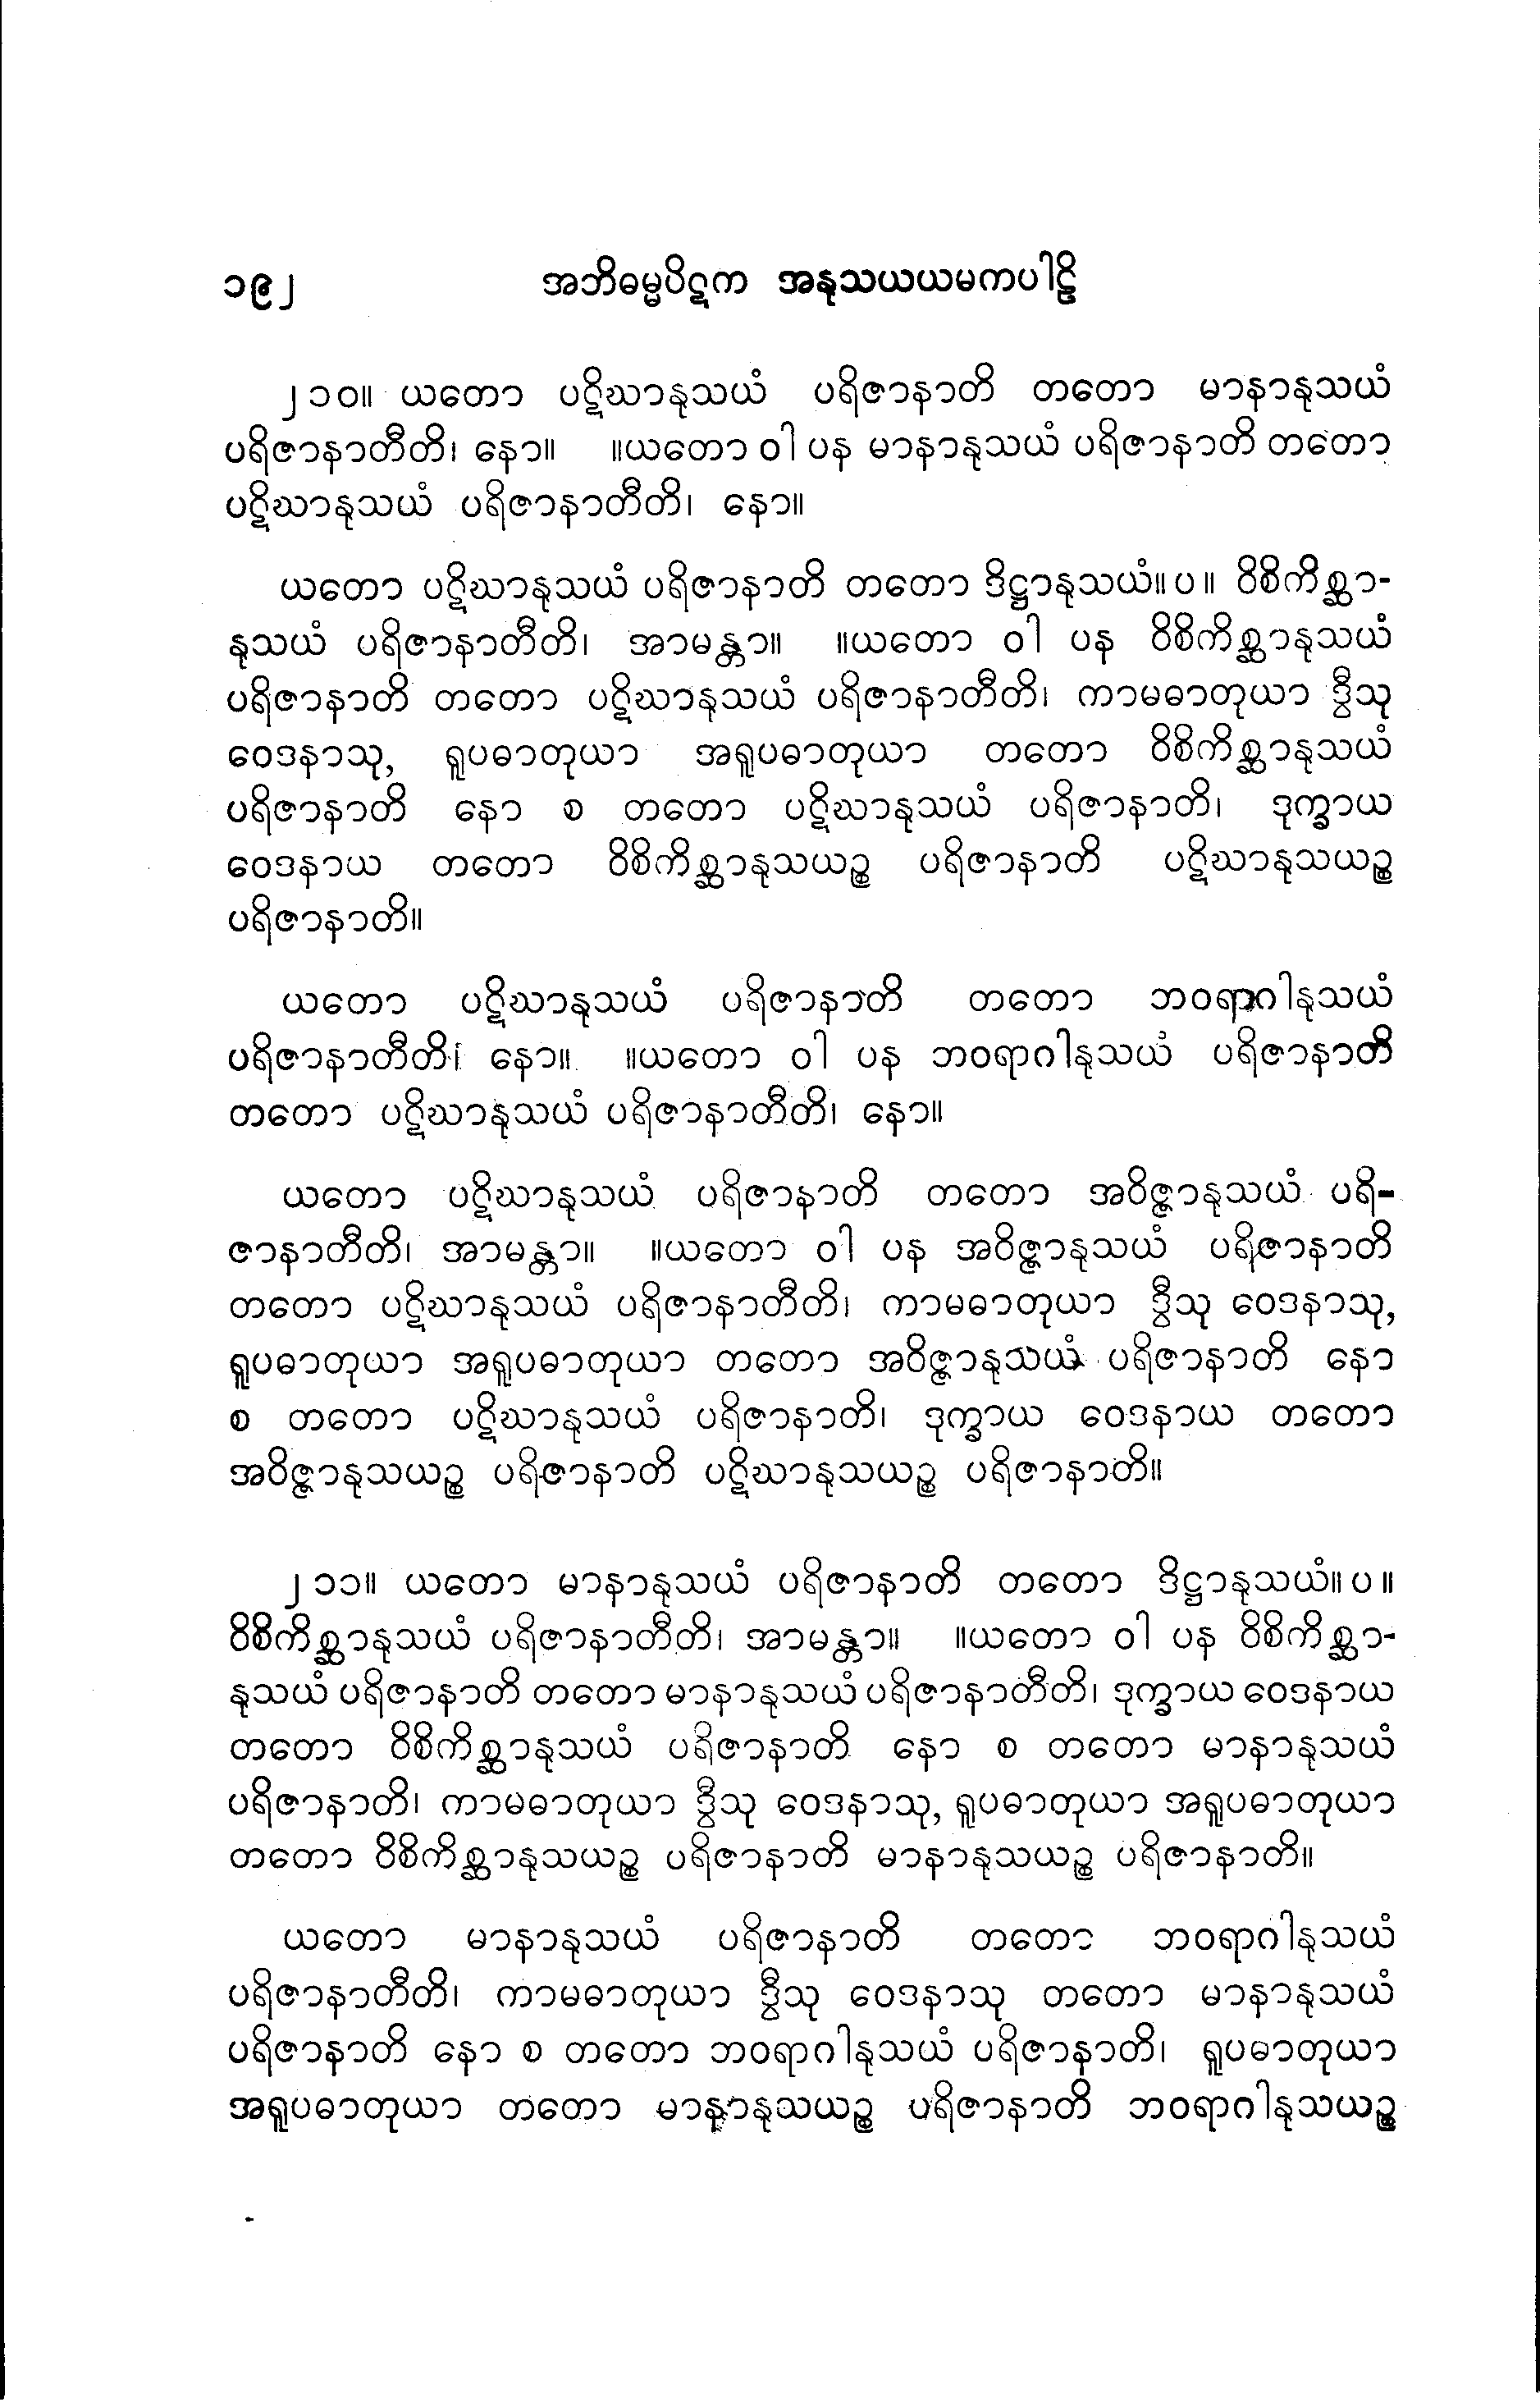 ၁၉၂ အဘိဓမ္မပိဋက အနုသယယမကပါဠိ
၂၁၀။ ယတော ပဋိဃာနုသယံ ပရိဇာနာတိ တတော မာနာနုသယံ
ပရိဇာနာတီတိ၊ နော။ ။ယတော ဝါ ပန မာနာနုသယံ ပရိဇာနာတိ တတော
ပဋိဃာနုသယံ ပရိဇာနာတီတိ၊ နော။
ယတော ပဋိဃာနုသယံ ပရိဇာနာတိ တတော ဒိဋ္ဌာနုသယံ။ပ။ ဝိစိကိစ္ဆာ-
နုသယံ ပရိဇာနာတီတိ၊ အာမန္တာ။ ။ယတော ဝါ ပန ဝိစိကိစ္ဆာနုသယံ
ပရိဇာနာတိ တတော ပဋိဃာနုသယံ ပရိဇာနာတီတိ၊ ကာမဓာတုယာ ဒွီသု
ဝေဒနာသု, ရူပဓာတုယာ အရူပဓာတုယာ တတော ဝိစိကိစ္ဆာနုသယံ
ပရိဇာနာတိ နော စ တတော ပဋိဃာနုသယံ ပရိဇာနာတိ၊ ဒုက္ခာယ
ဝေဒနာယ တတော ဝိစိကိစ္ဆာနုသယဉ္စ ပရိဇာနာတိ ပဋိဃာနုသယဉ္စ
ပရိဇာနာတိ။
ယတော ပဋိဃာနုသယံ ပရိဇာနာတိ တတော ဘဝရာဂါနုသယံ
ပရိဇာနာတီတိ၊ နော။ ။ယတော ဝါ ပန ဘဝရာဂါနုသယံ ပရိဇာနာတိ
တတော ပဋိဃာနုသယံ ပရိဇာနာတီတိ၊ နော။
ယတော ပဋိဃာနုသယံ ပရိဇာနာတိ တတော အဝိဇ္ဇာနုသယံ ပရိ-
ဇာနာတီတိ၊ အာမန္တာ။ ။ယတော ဝါ ပန အဝိဇ္ဇာနုသယံ ပရိဇာနာတိ
တတော ပဋိဃာနုသယံ ပရိဇာနာတီတိ၊ ကာမဓာတုယာ ဒွီသု ဝေဒနာသု,
ရူပဓာတုယာ အရူပဓာတုယာ တတော အဝိဇ္ဇာနုသယံ ပရိဇာနာတိ နော
စ တတော ပဋိဃာနုသယံ ပရိဇာနာတိ၊ ဒုက္ခာယ ဝေဒနာယ တတော
အဝိဇ္ဇာနုသယဉ္စ ပရိဇာနာတိ ပဋိဃာနုသယဉ္စ ပရိဇာနာတိ။
၂၁၁။ ယတော မာနာနုသယံ ပရိဇာနာတိ တတော ဒိဋ္ဌာနုသယံ။ပ။
ဝိစိကိစ္ဆာနုသယံ ပရိဇာနာတီတိ၊ အာမန္တာ။ ။ယတော ဝါ ပန ဝိစိကိစ္ဆာ-
နုသယံ ပရိဇာနာတိ တတော မာနာနုသယံ ပရိဇာနာတီတိ၊ ဒုက္ခာယ ဝေဒနာယ
တတော ဝိစိကိစ္ဆာနုသယံ ပရိဇာနာတိ နော စ တတော မာနာနုသယံ
ပရိဇာနာတိ၊ ကာမဓာတုယာ ဒွီသု ဝေဒနာသု, ရူပဓာတုယာ အရူပဓာတုယာ
တတော ဝိစိကိစ္ဆာနုသယဉ္စ ပရိဇာနာတိ မာနာနုသယဉ္စ ပရိဇာနာတိ။
ယတော မာနာနုသယံ ပရိဇာနာတိ တတော ဘဝရာဂါနုသယံ
ပရိဇာနာတီတိ၊ ကာမဓာတုယာ ဒွီသု ဝေဒနာသု တတော မာနာနုသယံ
ပရိဇာနာတိ နော စ တတော ဘဝရာဂါနုသယံ ပရိဇာနာတိ၊ ရူပဓာတုယာ
အရူပဓာတုယာ တတော မာနာနုသယဉ္စ ပရိဇာနာတိ ဘဝရာဂါနုသယဉ္စ